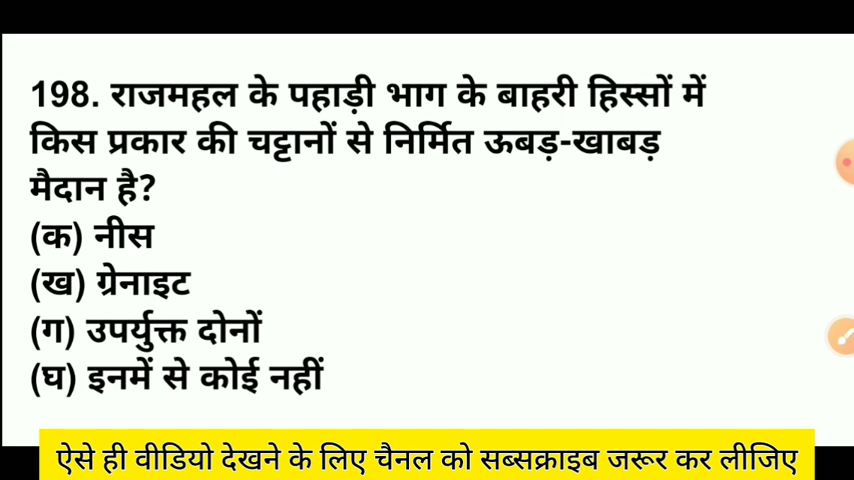 198. राजमहल के पहाड़ी भाग के बाहरी हिस्सों में
किस प्रकार की चट्टानों से निर्मित ऊबड़-खाबड़
मैदान है?
(क) नीस
(ख) ग्रेनाइट
(ग) उपर्युक्त दोनों
(घ) इनमें से कोई नहीं
ऐसे ही वीडियो देखने के लिए चैनल को सब्सक्राइब जरूर कर लीजिए